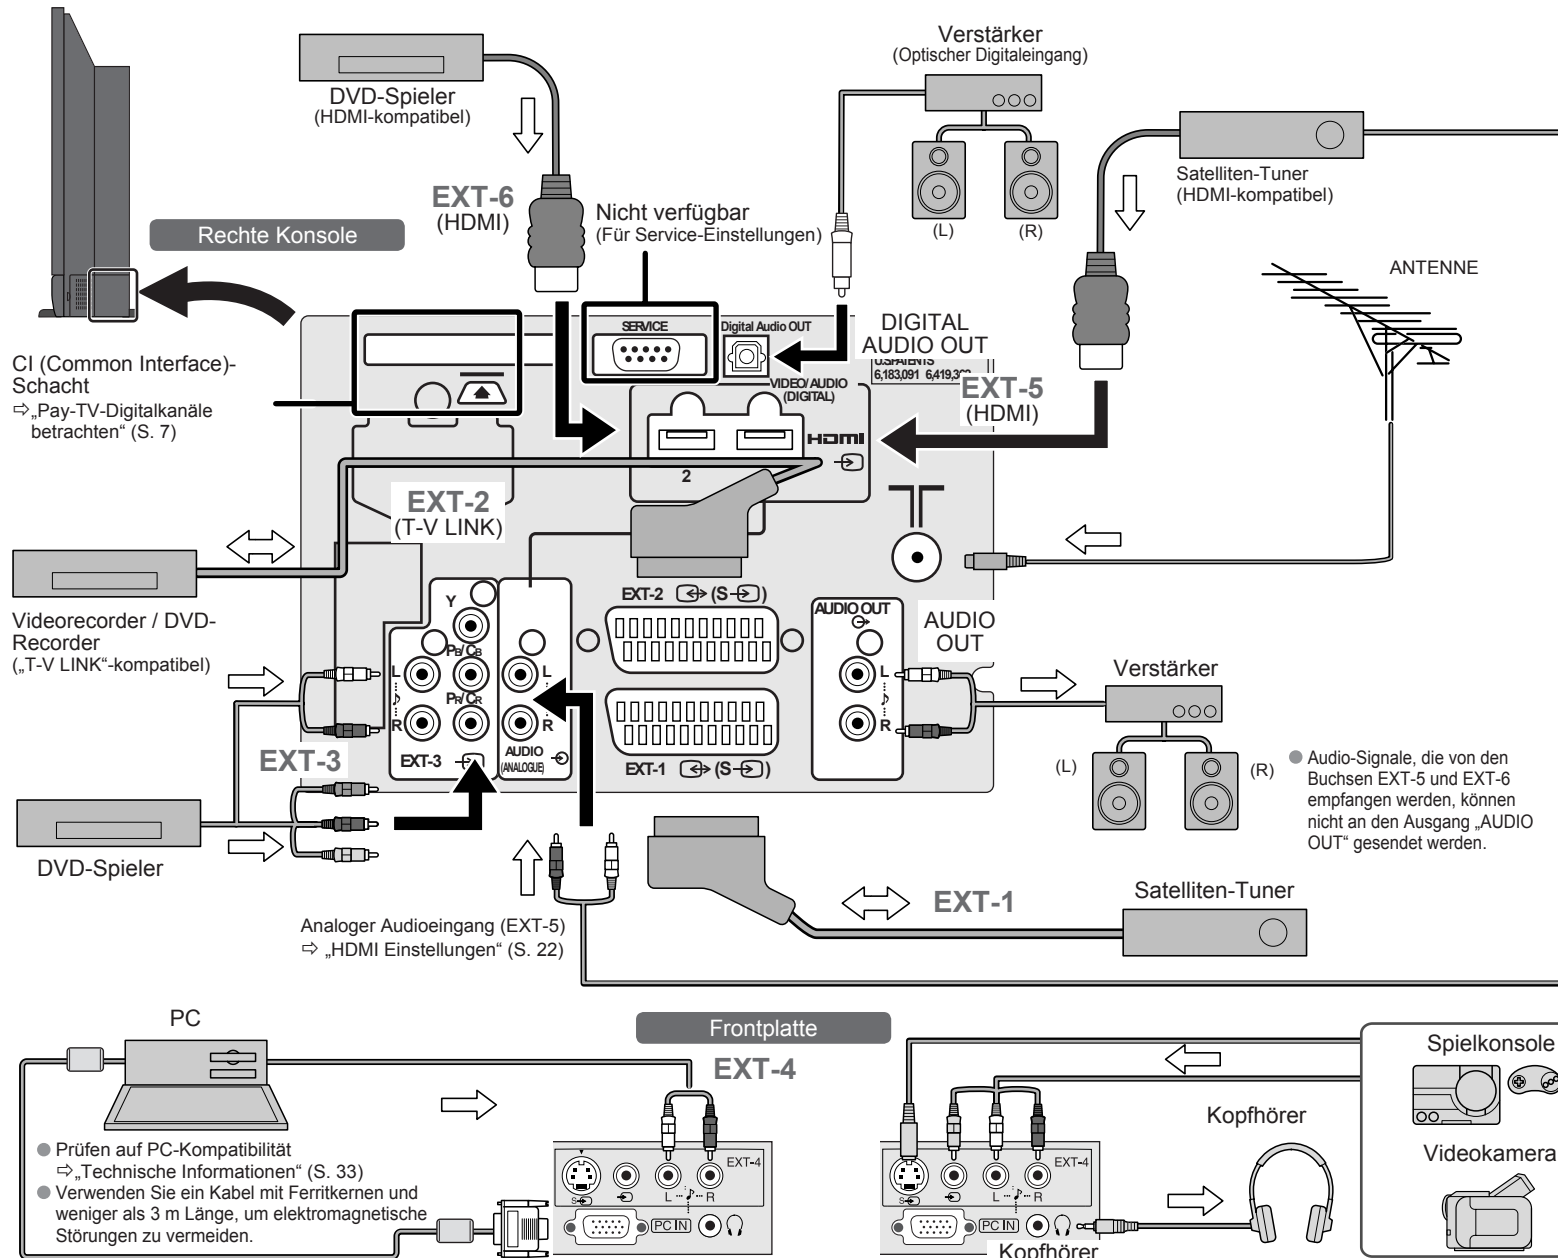 DVD-Spieler
(HDMI-kompatibel)
Verstärker
(Optischer Digitaleingang)
(L)
(R)
Satelliten-Tuner
(HDMI-kompatibel)
EXT-6
(HDMI)
Nicht verfügbar
(Für Service-Einstellungen)
Rechte Konsole
ANTENNE
CI (Common Interface)-
Schacht
⇨„Pay-TV-Digitalkanäle
betrachten“ (S. 7)
SERVICE
Digital Audio OUT
DIGITAL
AUDIO OUT
U.S.PATENTS
6,183,091
VIDEO/AUDIO
(DIGITAL)
EXT-5
(HDMI)
HDMI
2
EXT-2
(T-V LINK)
Videorecorder / DVD-
Recorder
(„T-V LINK“-kompatibel)
EXT-2 (S-)
Y
PB/CB
PR/CR
L
R
EXT-3
L
R
AUDIO
(ANALOGUE)
EXT-1 (S-)
AUDIO OUT
L
R
AUDIO
OUT
Verstärker
(L)
(R)
● Audio-Signale, die von den
Buchsen EXT-5 und EXT-6
empfangen werden, können
nicht an den Ausgang „AUDIO
OUT“ gesendet werden.
EXT-3
DVD-Spieler
Analoger Audioeingang (EXT-5)
⇨ „HDMI Einstellungen“ (S. 22)
EXT-1
Satelliten-Tuner
PC
● Prüfen auf PC-Kompatibilität
⇨„Technische Informationen“ (S. 33)
● Verwenden Sie ein Kabel mit Ferritkernen und
weniger als 3 m Länge, um elektromagnetische
Störungen zu vermeiden.
Frontplatte
EXT-4
EXT-4
S
L
R
PC IN
EXT-4
S
L
R
PC IN
Kopfhörer
Kopfhörer
Spielkonsole
Videokamera